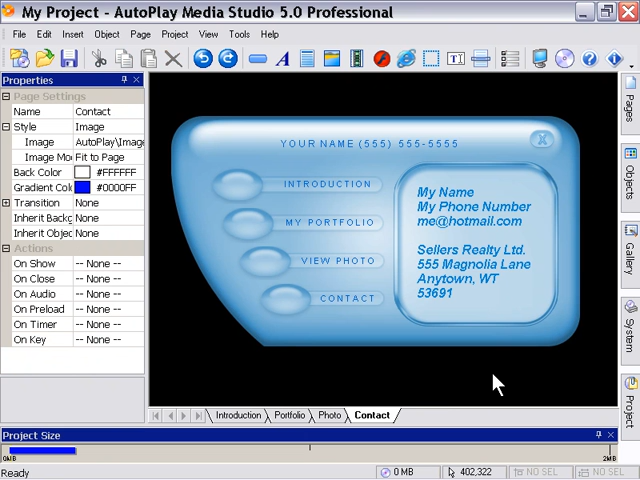 My Project - AutoPlay Media Studio 5.0 Professional
File Edit Insert Object Page Project View Tools Help
Properties
Page Settings
Name Contact
Style Image
Image AutoPlay\Imag
Image Mo Fit to Page
Back Color #FFFFFF
Gradient Col #0000FF
Transition None
Inherit Backg None
Inherit Objec None
Actions
On Show -- None --
On Close -- None --
On Audio -- None --
On Preload -- None --
On Timer -- None --
On Key -- None --
YOUR NAME (555) 555-5555
X
INTRODUCTION
MY PORTFOLIO
VIEW PHOTO
CONTACT
My Name
My Phone Number
me@hotmail.com
Sellers Realty Ltd.
555 Magnolia Lane
Anytown, WT
53691
Pages
Objects
Gallery
System
Project
Introduction Portfolio Photo Contact
Project Size
0MB 2MB
Ready 0 MB 402,322 NO SEL NO SEL